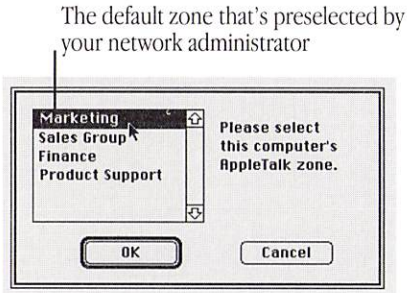 The default zone that's preselected by
your network administrator
Marketing
Sales Group
Finance
Product Support
Please select
this computer's
AppleTalk zone.
OK
Cancel